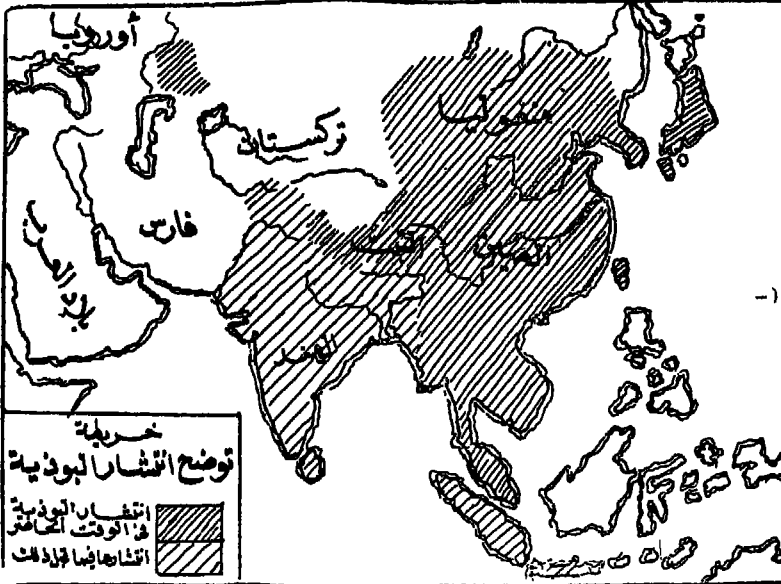 أوروبا
منغوليا
تركستان
فارس
بلاد العرب
التبت
الصين
الهند
خريطة
توضح انتشار البوذية
انتشار البوذية
في الوقت الحاضر
انتشارها فيما قبل ذلك